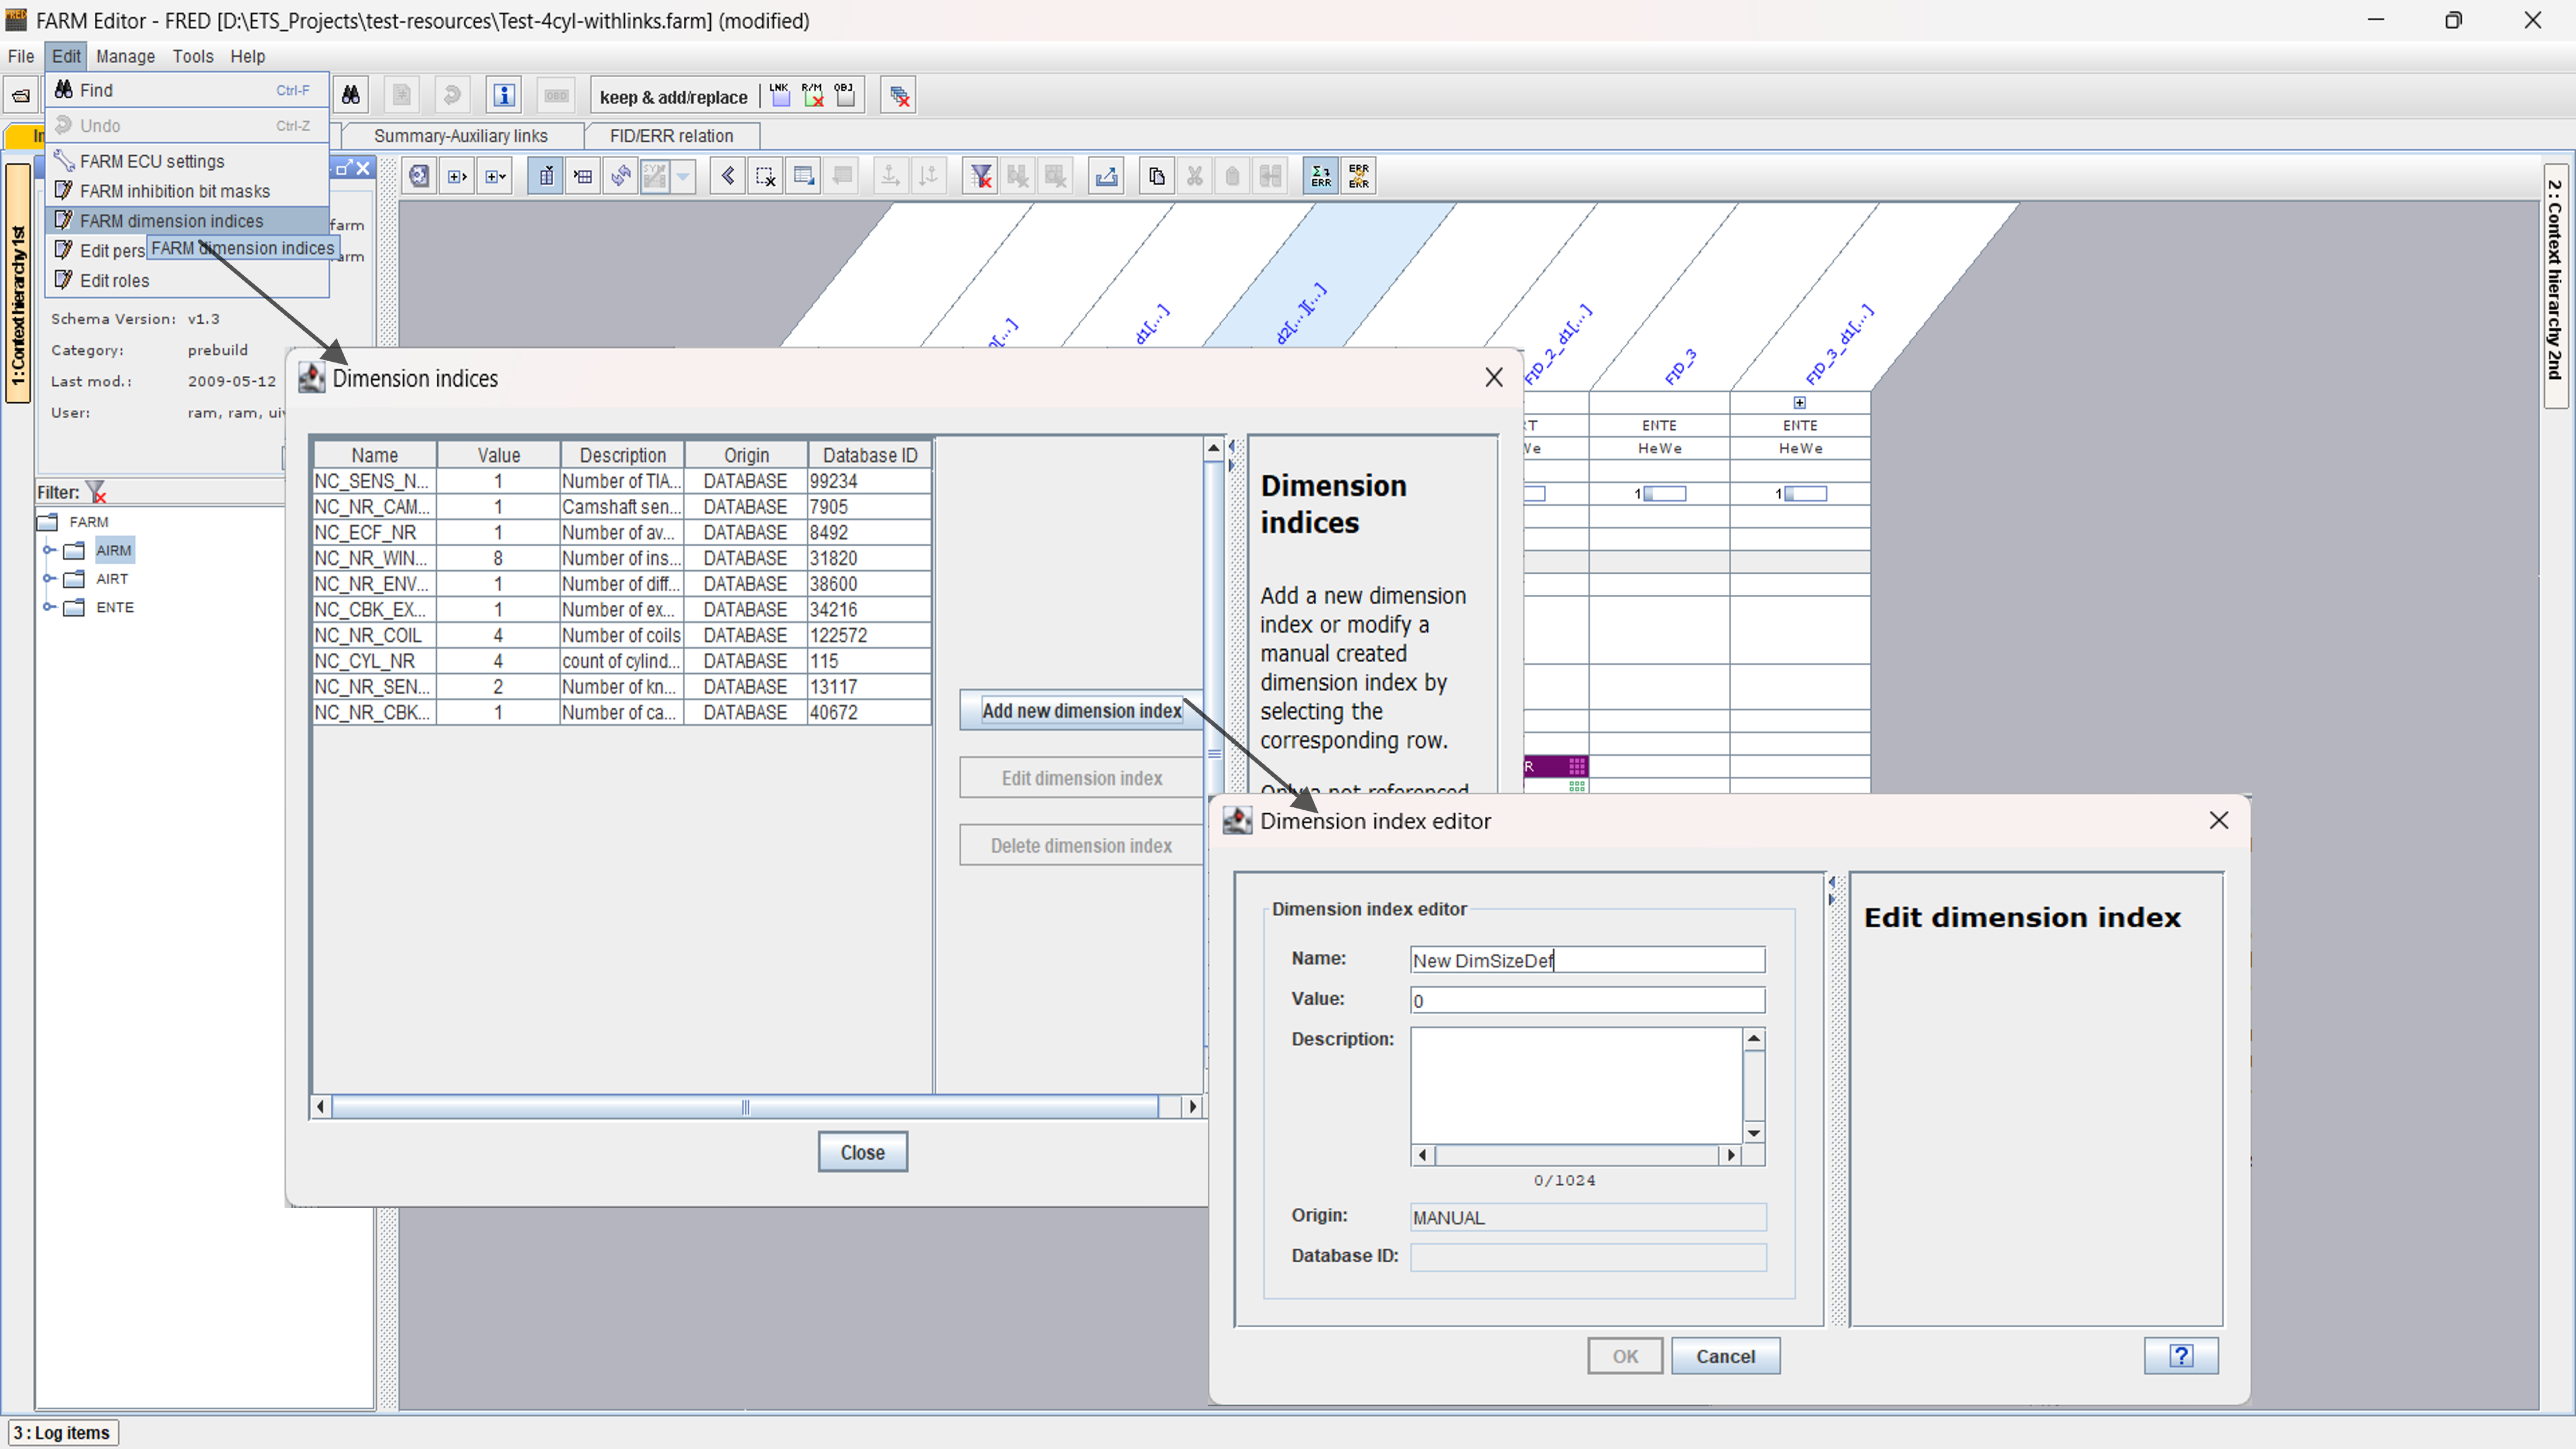 FARM Editor - FRED [D:\ETS_Projects\test-resources\Test-4cyl-withlinks.farm] (modified)
File Edit Manage Tools Help
Find Ctrl-F
Undo Ctrl-Z
FARM ECU settings
FARM inhibition bit masks
FARM dimension indices
Edit pers
FARM dimension indices
Edit roles
OBD
keep & add/replace
LNK R/M OBJ
Summary-Auxiliary links
FID/ERR relation
SYM
ERR
ERR
ERR
1:Context hierarchy 1st
2 : Context hierarchy 2nd
farm
arm
Schema Version: v1.3
Category: prebuild
Last mod.: 2009-05-12
User: ram, ram, ui
Filter:
FARM
AIRM
AIRT
ENTE
d1[...]
d2[...][...]
FID_2_d1[...]
FID_3
FID_3_d1[...]
ENTE ENTE
HeWe HeWe
1 1
R
Dimension indices
Name Value Description Origin Database ID
NC_SENS_N... 1 Number of TIA... DATABASE 99234
NC_NR_CAM... 1 Camshaft sen... DATABASE 7905
NC_ECF_NR 1 Number of av... DATABASE 8492
NC_NR_WIN... 8 Number of ins... DATABASE 31820
NC_NR_ENV... 1 Number of diff... DATABASE 38600
NC_CBK_EX... 1 Number of ex... DATABASE 34216
NC_NR_COIL 4 Number of coils DATABASE 122572
NC_CYL_NR 4 count of cylind... DATABASE 115
NC_NR_SEN... 2 Number of kn... DATABASE 13117
NC_NR_CBK... 1 Number of ca... DATABASE 40672
Add new dimension index
Edit dimension index
Delete dimension index
Close
Dimension
indices
Add a new dimension
index or modify a
manual created
dimension index by
selecting the
corresponding row.
Only a not referenced
Dimension index editor
Dimension index editor
Name: New DimSizeDef
Value: 0
Description:
0/1024
Origin: MANUAL
Database ID:
OK
Cancel
Edit dimension index
?
3 : Log items